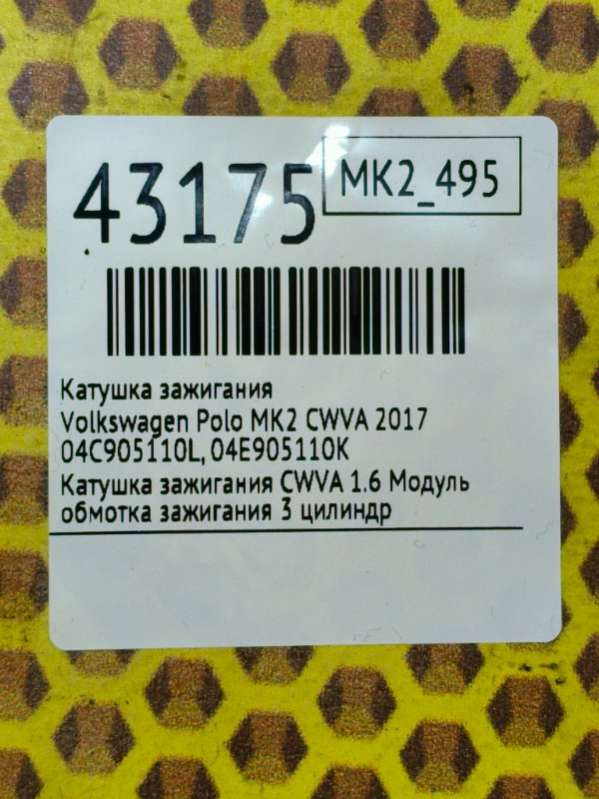 43175
MK2_495
Катушка зажигания
Volkswagen Polo MK2 CWVA 2017
04C905110L, 04E905110K
Катушка зажигания CWVA 1.6 Модуль
обмотка зажигания 3 цилиндр